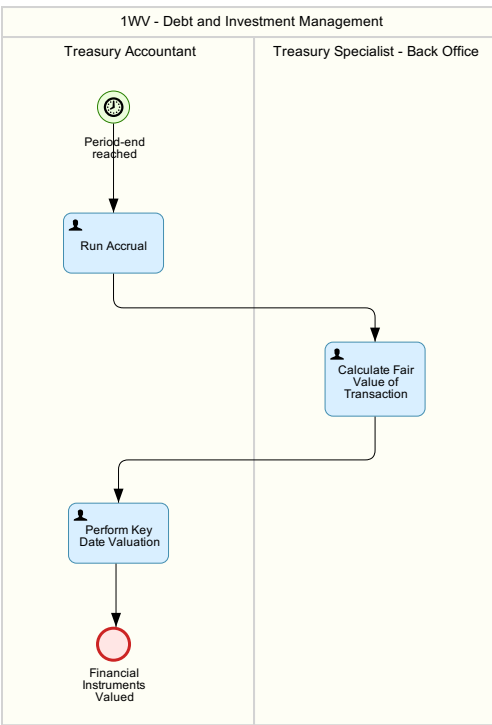 1WV - Debt and Investment Management
Treasury Accountant
Treasury Specialist - Back Office
Period-end
reached
Run Accrual
Calculate Fair
Value of
Transaction
Perform Key
Date Valuation
Financial
Instruments
Valued